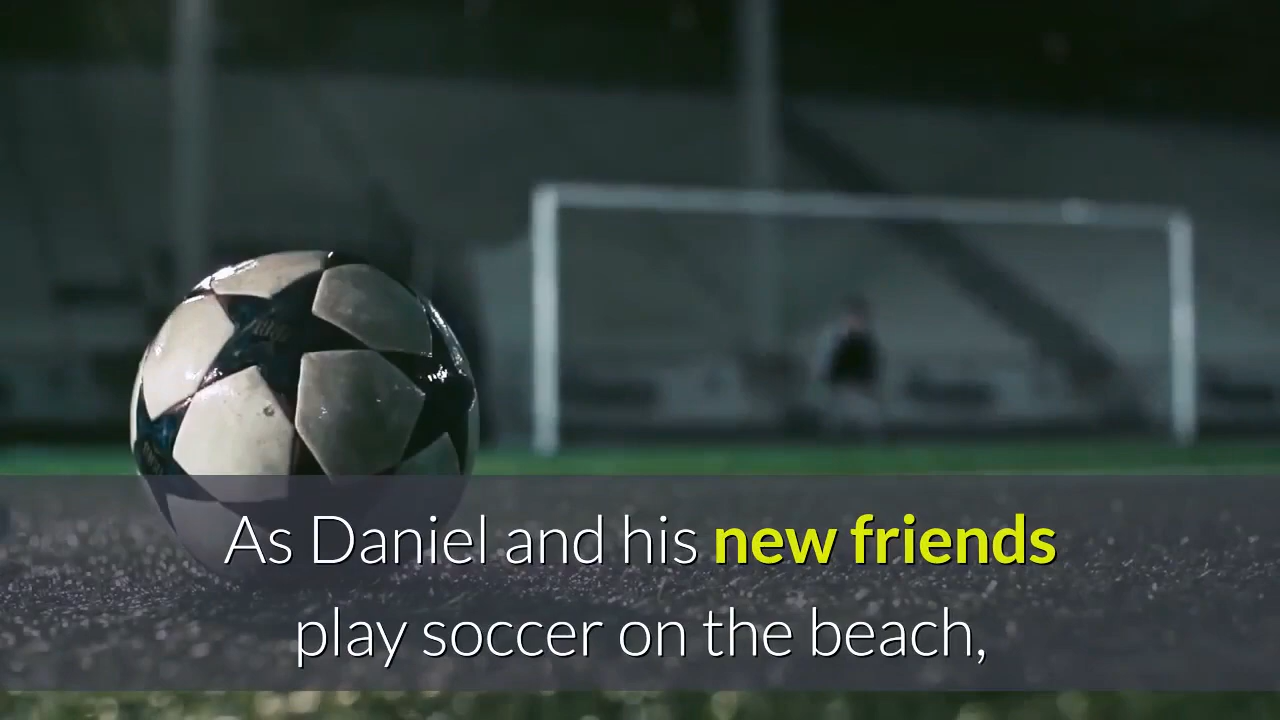 As Daniel and his new friends
play soccer on the beach,